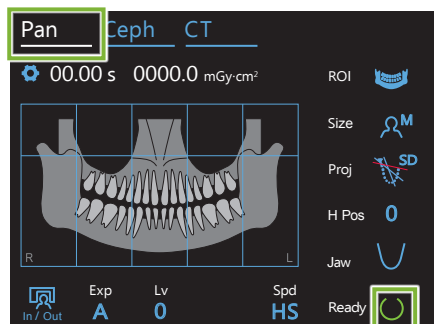 Pan Ceph CT
00.00 s 0000.0 mGy·cm²
ROI
Size M
Proj SD
H Pos 0
R L
Jaw
In / Out
Exp Lv Spd
A 0 HS
Ready